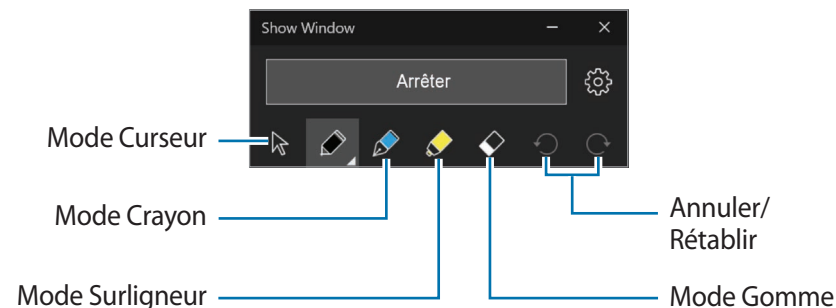 Show Window
Arrêter
Mode Curseur
Mode Crayon
Annuler/
Rétablir
Mode Surligneur
Mode Gomme